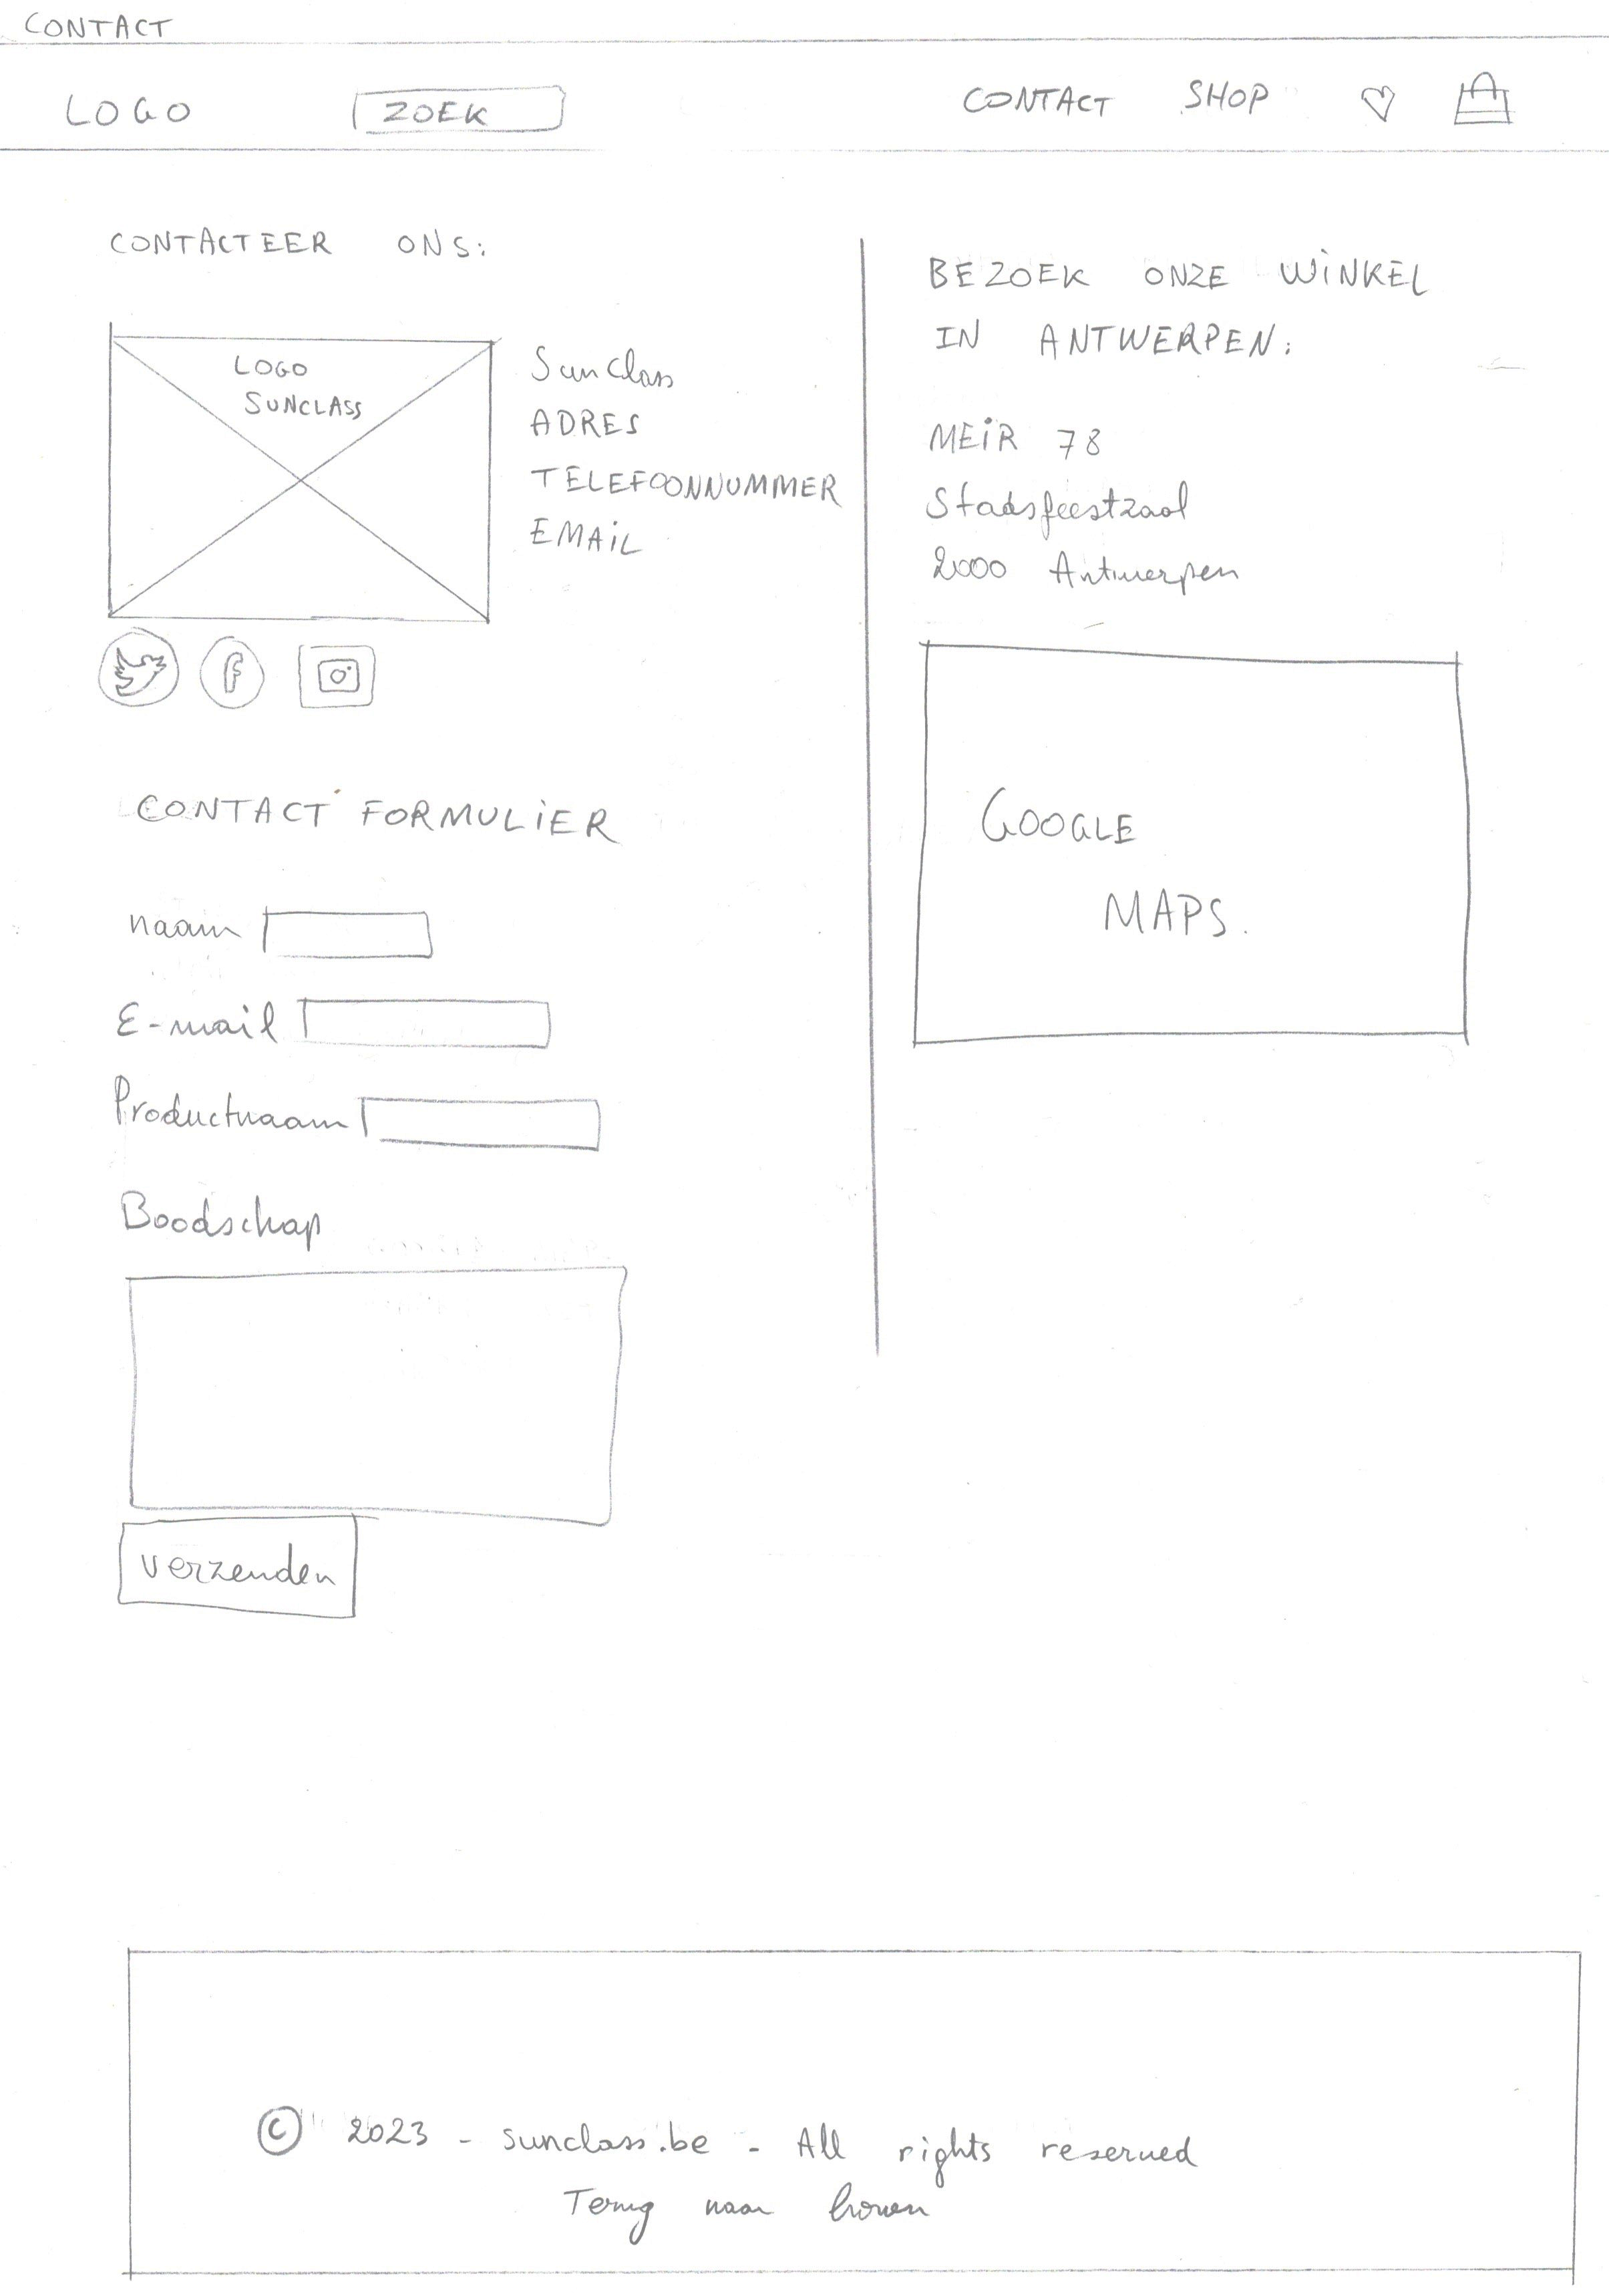 CONTACT
LOGO ZOEK CONTACT SHOP
CONTACTEER ONS:
LOGO
SUNCLASS
SunClass
ADRES
TELEFOONNUMMER
EMAIL
CONTACT FORMULIER
naam
E-mail
Productnaam
Boodschap
verzenden
BEZOEK ONZE WINKEL
IN ANTWERPEN:
MEIR 78
Stadsfeestzaal
2000 Antwerpen
GOOGLE
MAPS.
© 2023 - sunclass.be - All rights reserved
Terug naar boven